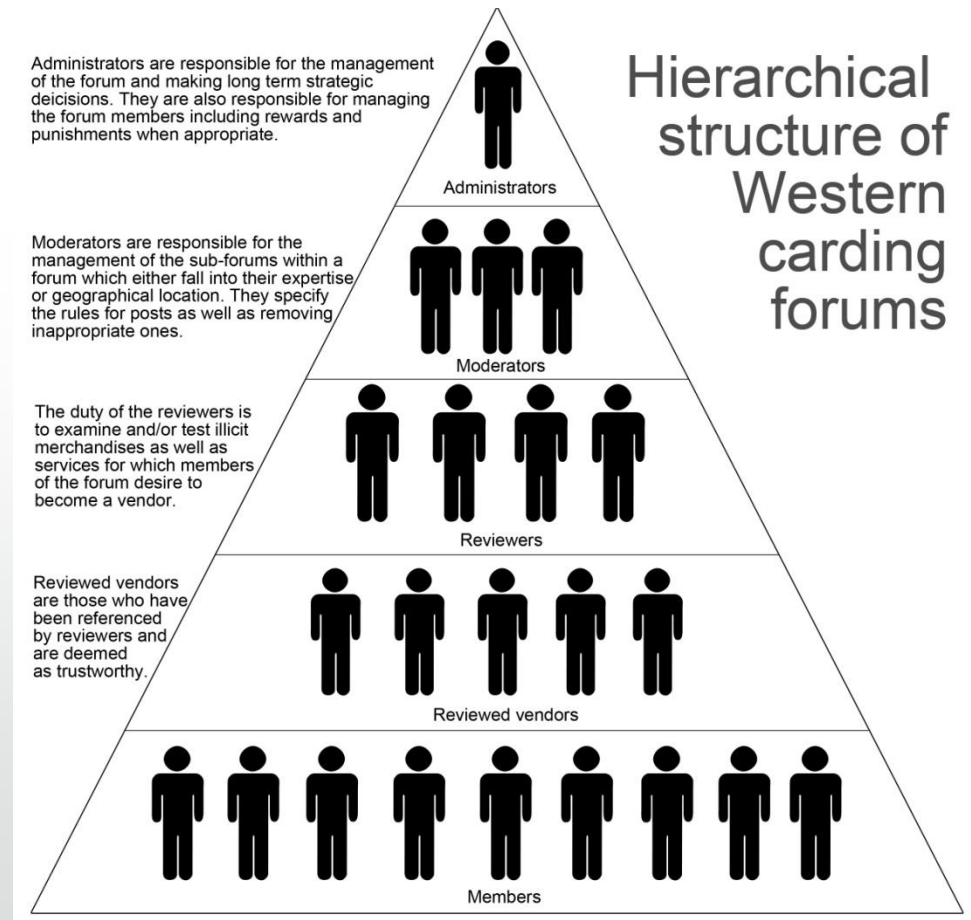 Hierarchical
structure of
Western
carding
forums
Administrators are responsible for the management
of the forum and making long term strategic
deicisions. They are also responsible for managing
the forum members including rewards and
punishments when appropriate.
Administrators
Moderators are responsible for the
management of the sub-forums within a
forum which either fall into their expertise
or geographical location. They specify
the rules for posts as well as removing
inappropriate ones.
Moderators
The duty of the reviewers is
to examine and/or test illicit
merchandises as well as
services for which members
of the forum desire to
become a vendor.
Reviewers
Reviewed vendors
are those who have
been referenced
by reviewers and
are deemed
as trustworthy.
Reviewed vendors
Members